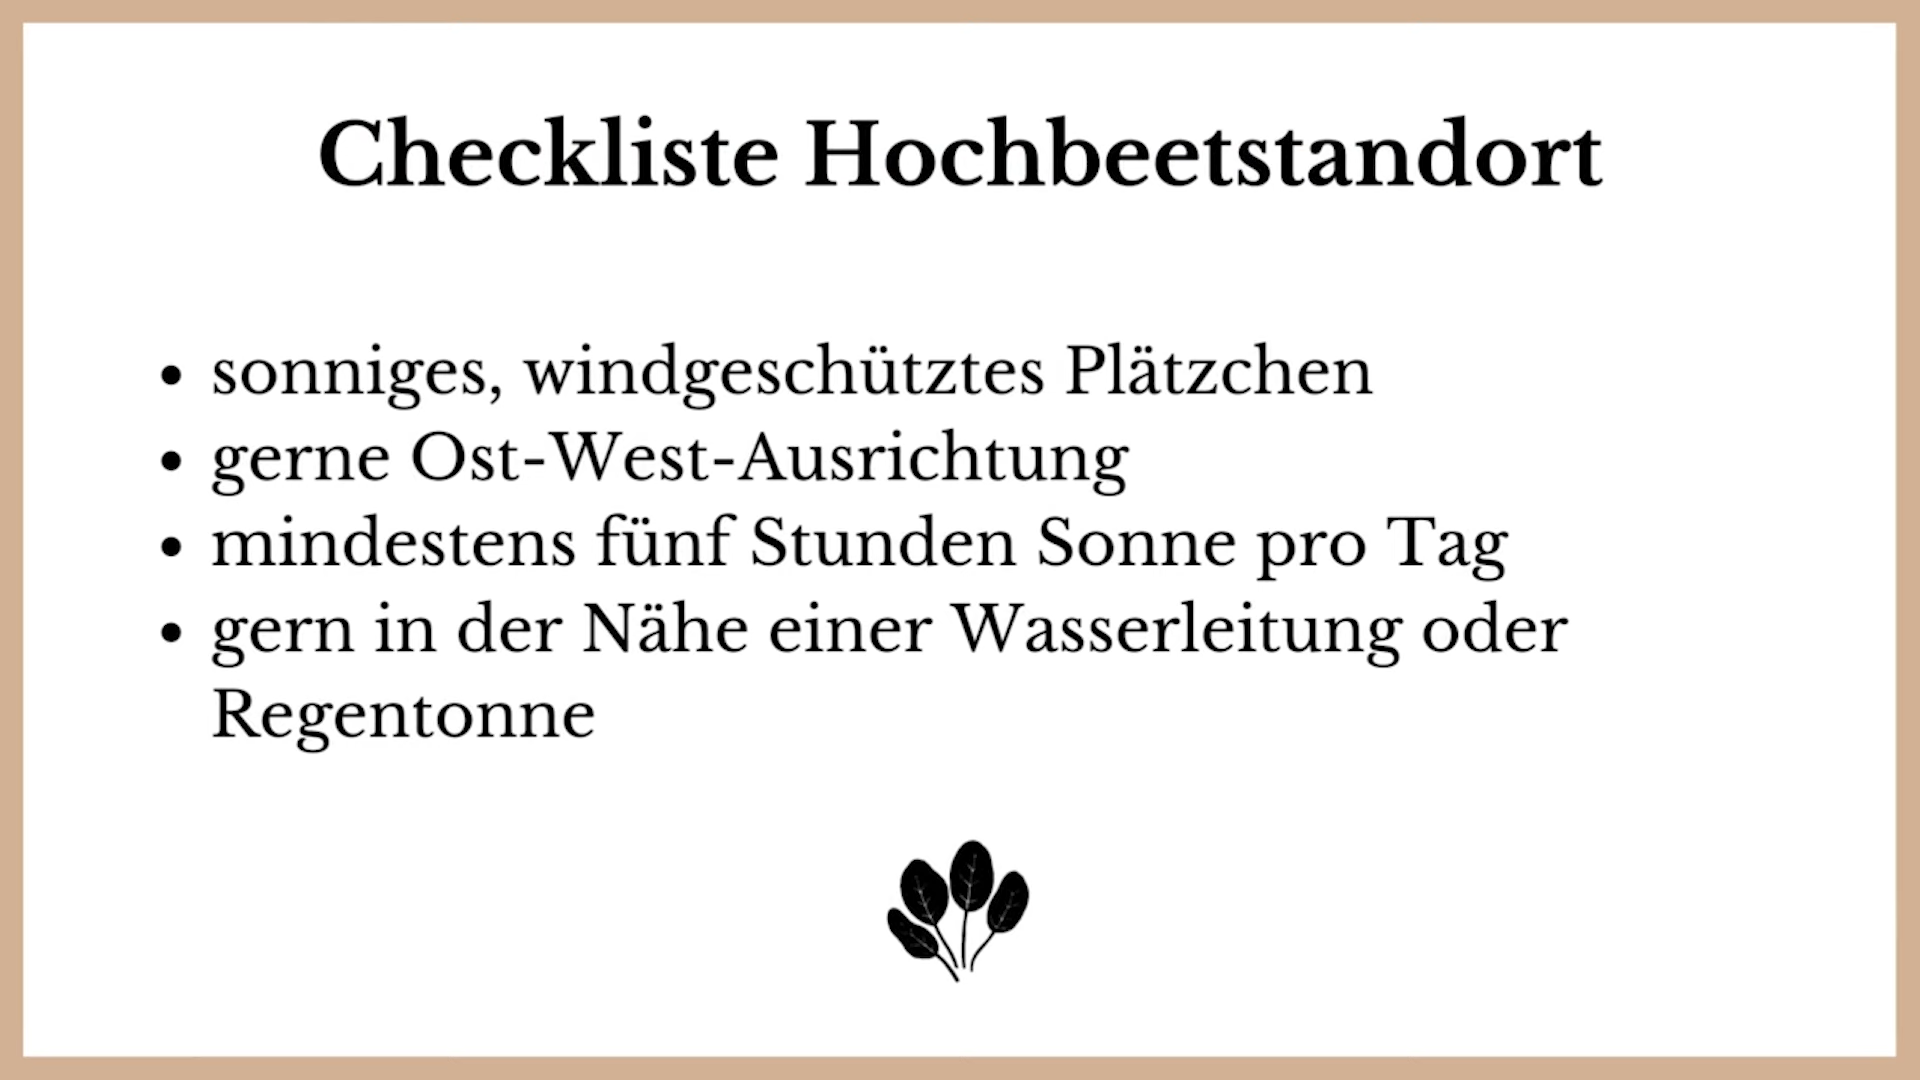 Checkliste Hochbeetstandort
• sonniges, windgeschütztes Plätzchen
• gerne Ost-West-Ausrichtung
• mindestens fünf Stunden Sonne pro Tag
• gern in der Nähe einer Wasserleitung oder
Regentonne